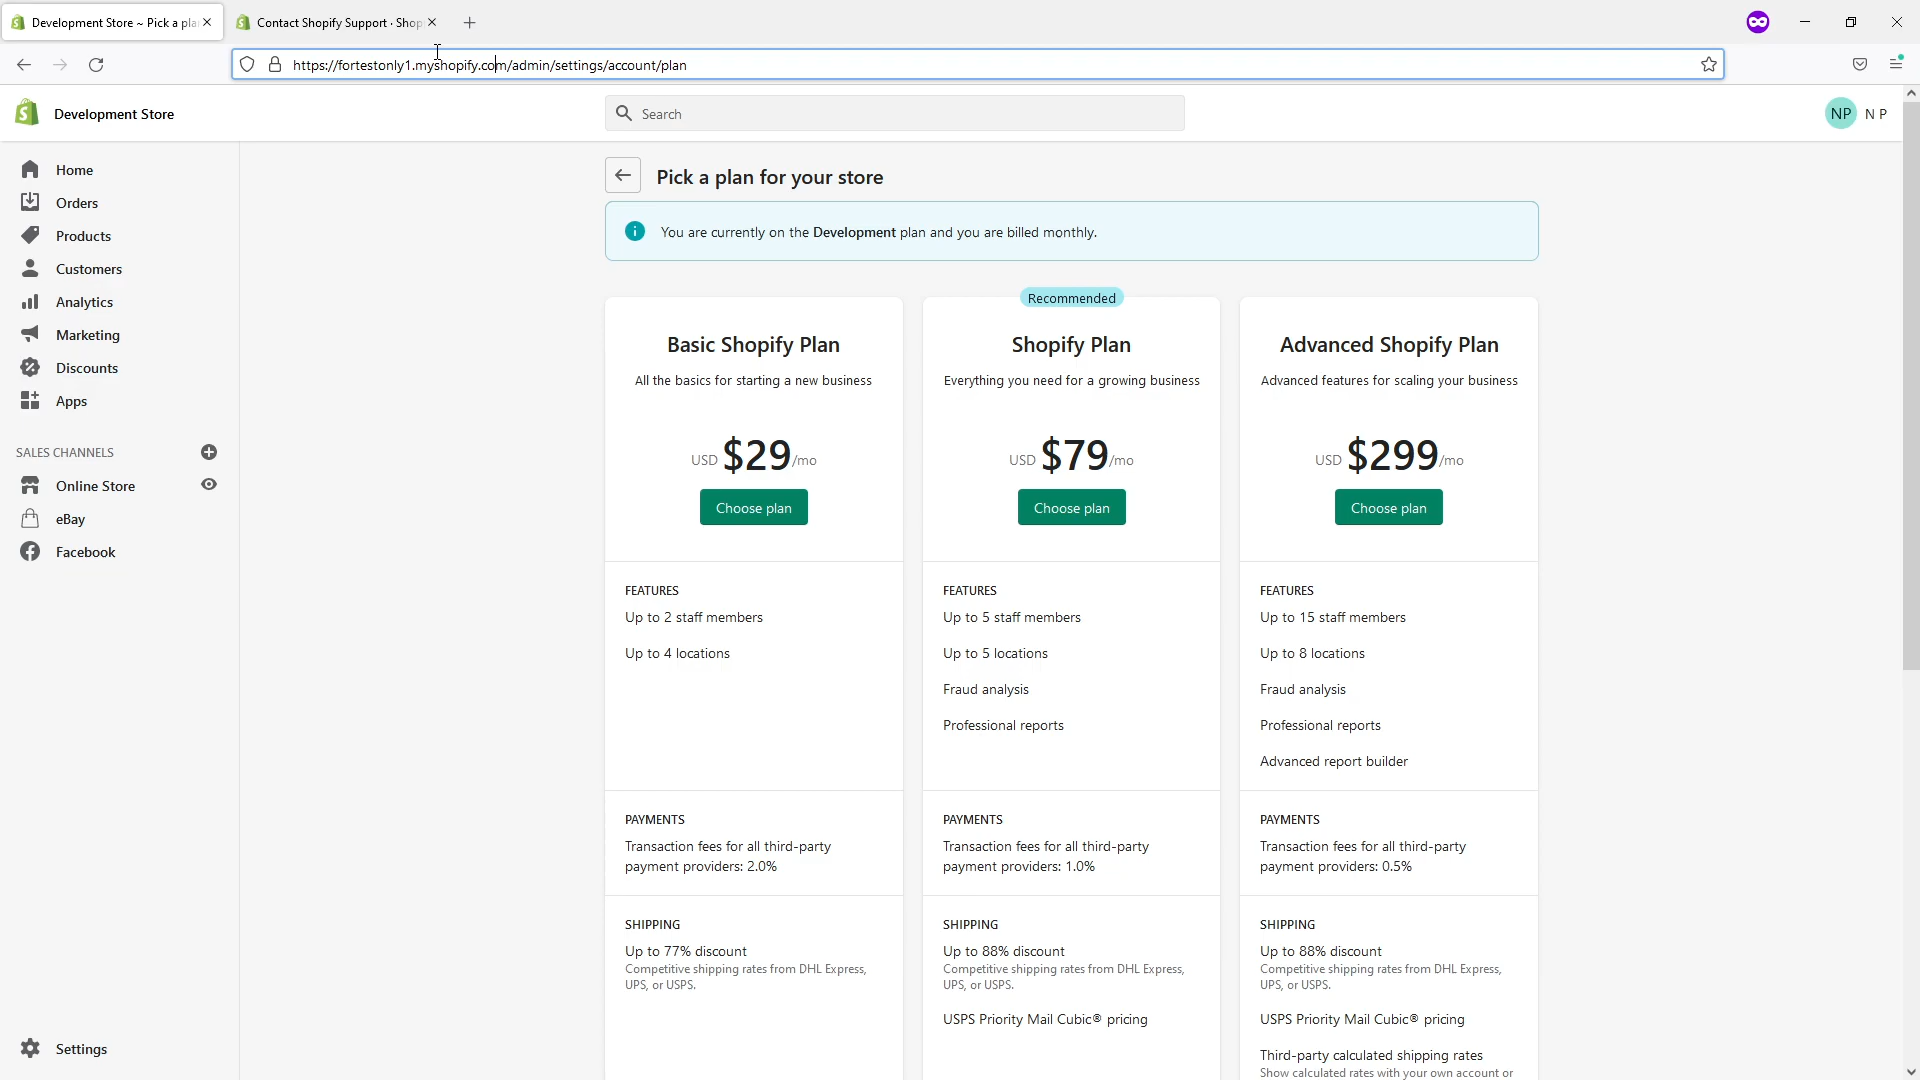 Development Store ~ Pick a pla
Contact Shopify Support · Shop
https://fortestonly1.myshopify.com/admin/settings/account/plan
Development Store
Search
NP
N P
Home
Orders
Products
Customers
Analytics
Marketing
Discounts
Apps
SALES CHANNELS
Online Store
eBay
Facebook
Settings
Pick a plan for your store
You are currently on the Development plan and you are billed monthly.
Basic Shopify Plan
All the basics for starting a new business
USD $29/mo
Choose plan
FEATURES
Up to 2 staff members
Up to 4 locations
PAYMENTS
Transaction fees for all third-party
payment providers: 2.0%
SHIPPING
Up to 77% discount
Competitive shipping rates from DHL Express,
UPS, or USPS.
Recommended
Shopify Plan
Everything you need for a growing business
USD $79/mo
Choose plan
FEATURES
Up to 5 staff members
Up to 5 locations
Fraud analysis
Professional reports
PAYMENTS
Transaction fees for all third-party
payment providers: 1.0%
SHIPPING
Up to 88% discount
Competitive shipping rates from DHL Express,
UPS, or USPS.
USPS Priority Mail Cubic® pricing
Advanced Shopify Plan
Advanced features for scaling your business
USD $299/mo
Choose plan
FEATURES
Up to 15 staff members
Up to 8 locations
Fraud analysis
Professional reports
Advanced report builder
PAYMENTS
Transaction fees for all third-party
payment providers: 0.5%
SHIPPING
Up to 88% discount
Competitive shipping rates from DHL Express,
UPS, or USPS.
USPS Priority Mail Cubic® pricing
Third-party calculated shipping rates
Show calculated rates with your own account or